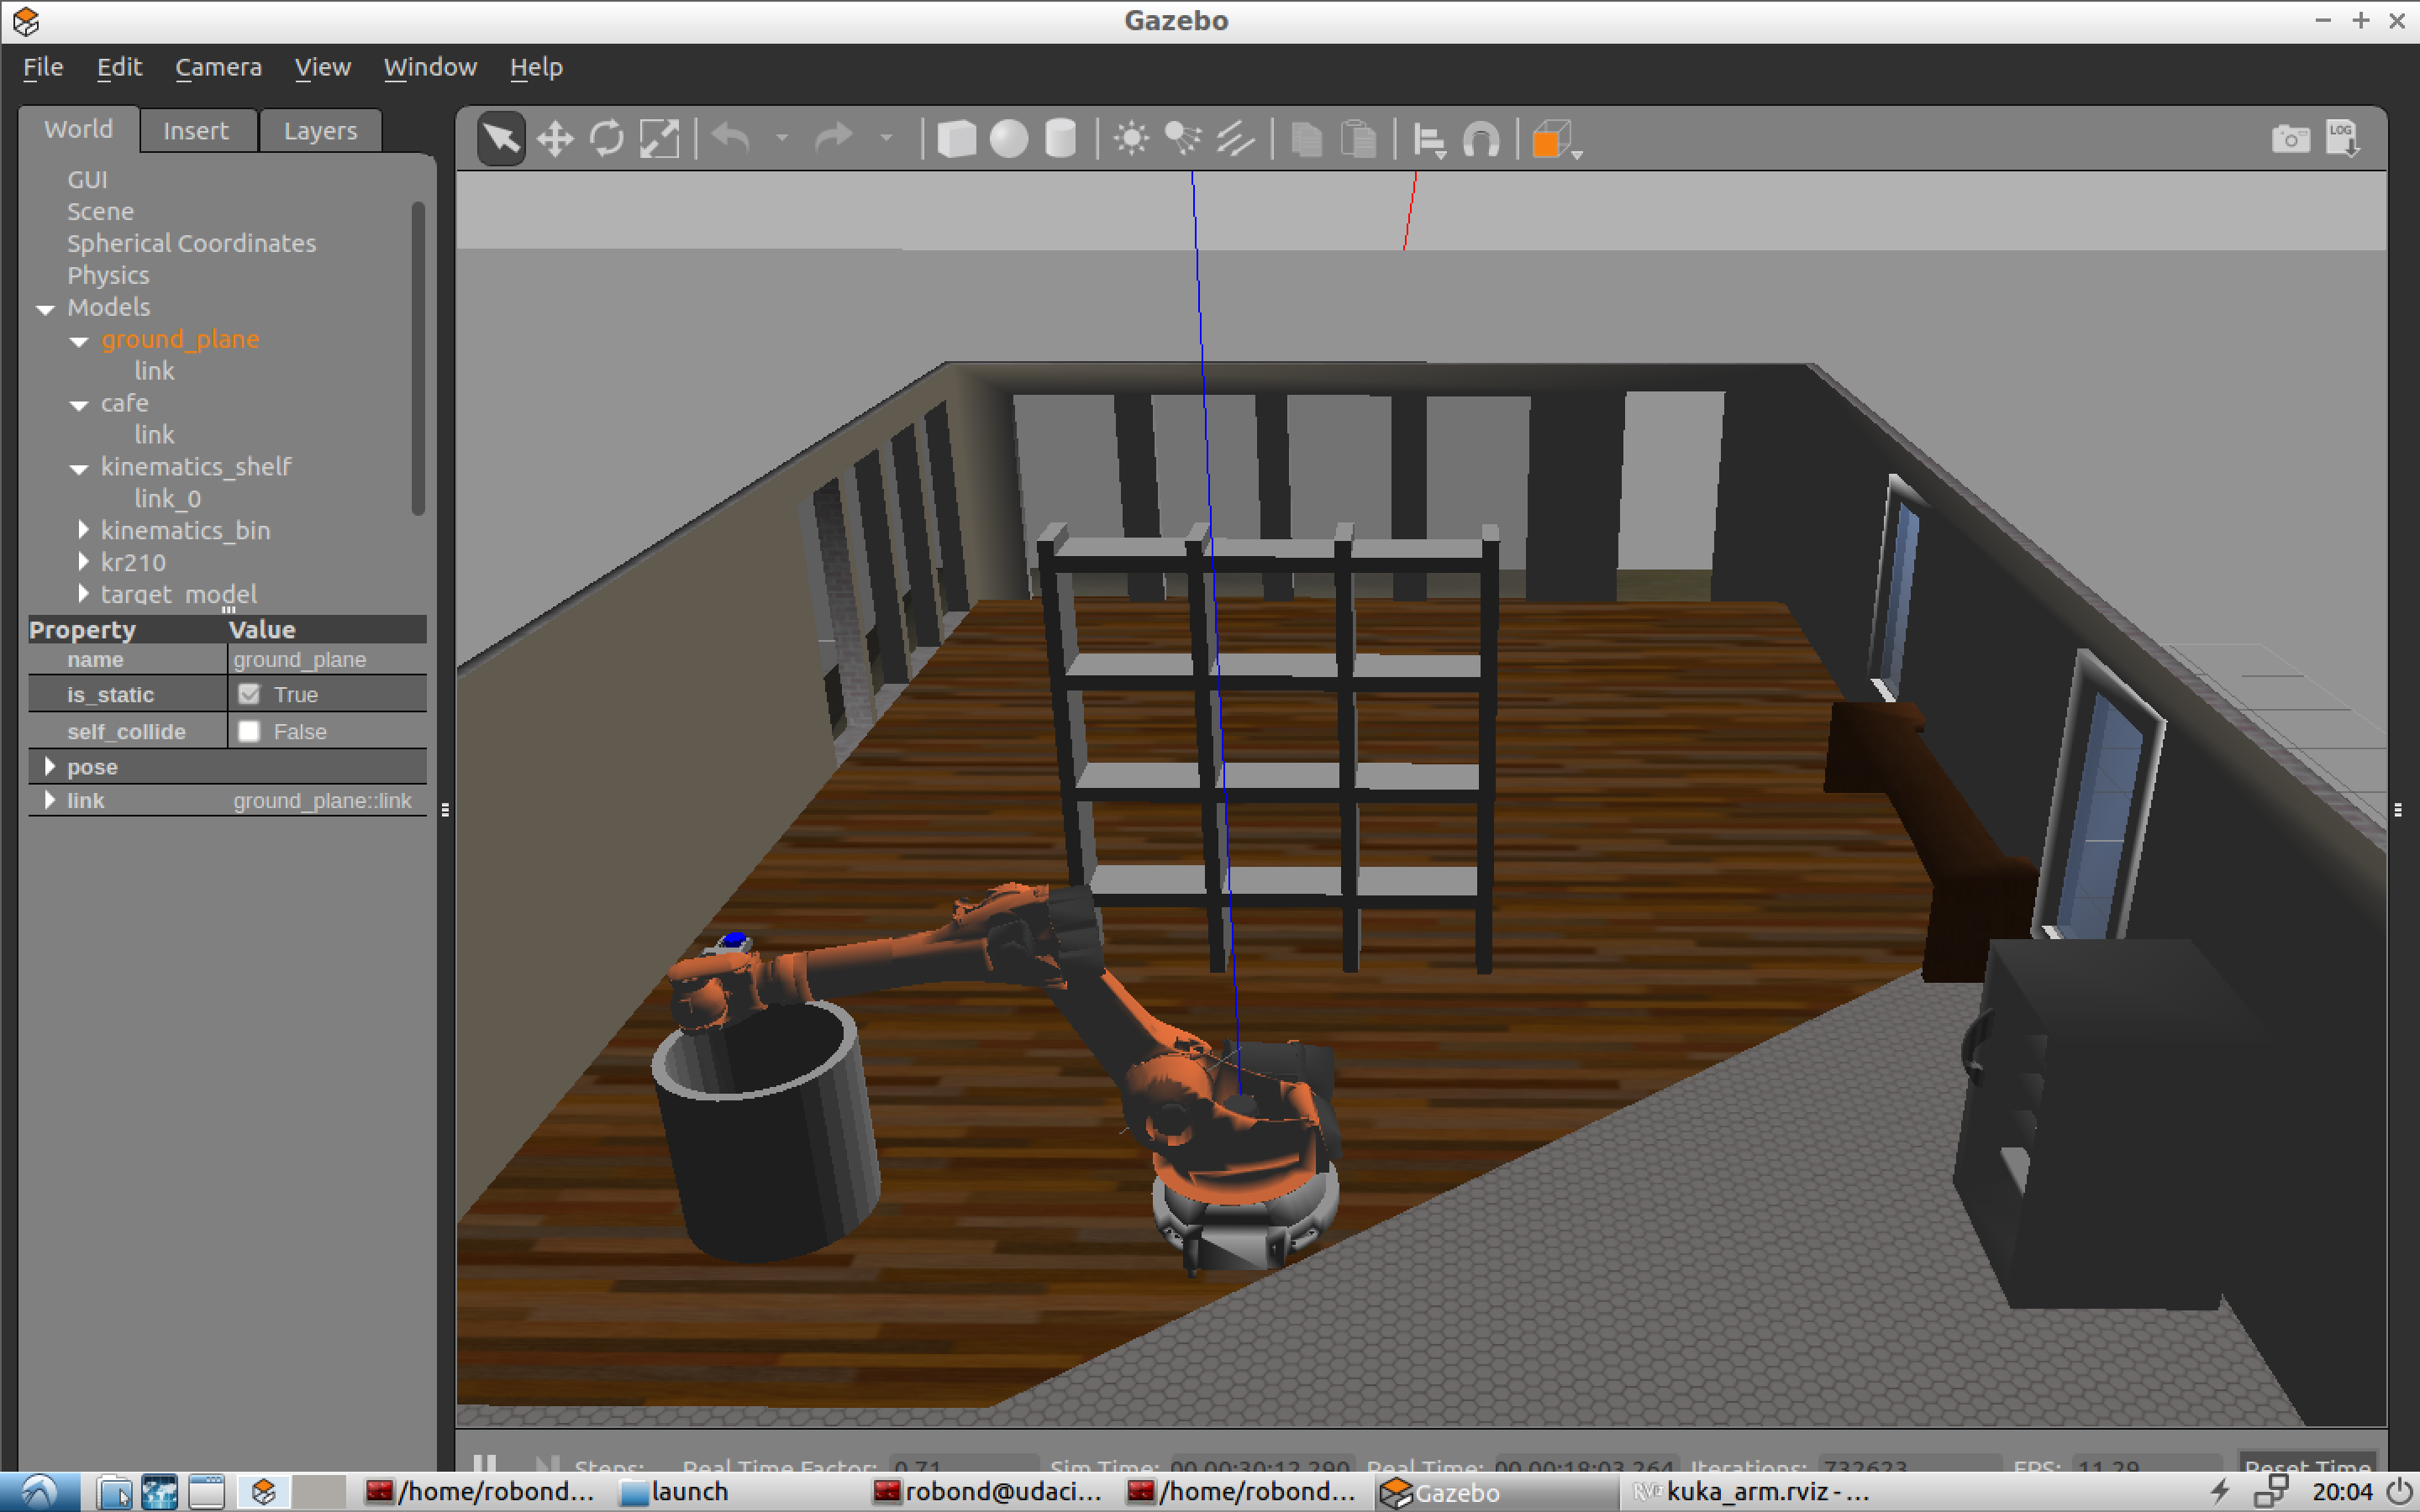 Gazebo
File Edit Camera View Window Help
World Insert Layers
LOG
GUI
Scene
Spherical Coordinates
Physics
Models
ground_plane
link
cafe
link
kinematics_shelf
link_0
kinematics_bin
kr210
target_model
Property Value
name ground_plane
is_static True
self_collide False
pose
link ground_plane::link
Steps: Real Time Factor: 0.71 Sim Time: 00 00:30:12.290 Real Time: 00 00:18:03.264 Iterations: 732623 FPS: 11.29 Reset Time
/home/robond... launch robond@udaci... /home/robond... Gazebo RViz kuka_arm.rviz - ... 20:04